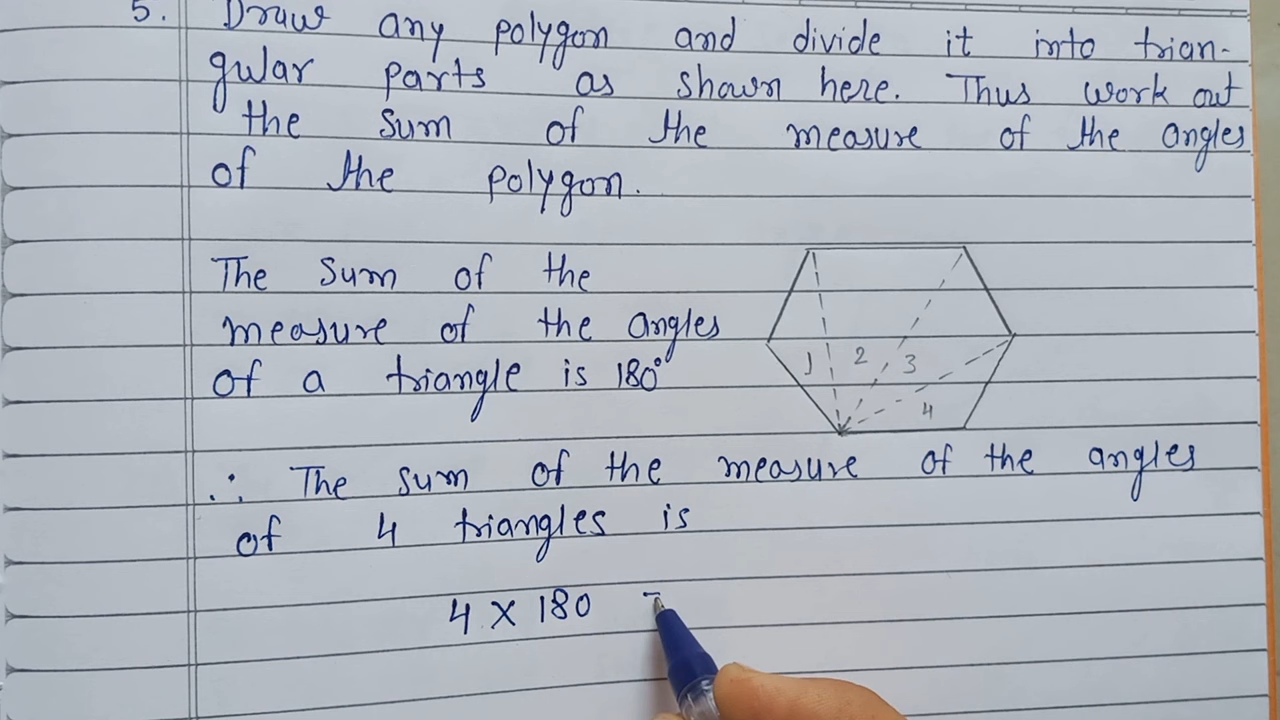 5. Draw any polygon and divide it into trian-
gular parts as shown here. Thus work out
the sum of the measure of the angles
of the polygon.
The sum of the
measure of the angles
of a triangle is 180°
1 2 3
4
∴ The sum of the measure of the angles
of 4 triangles is
4 × 180